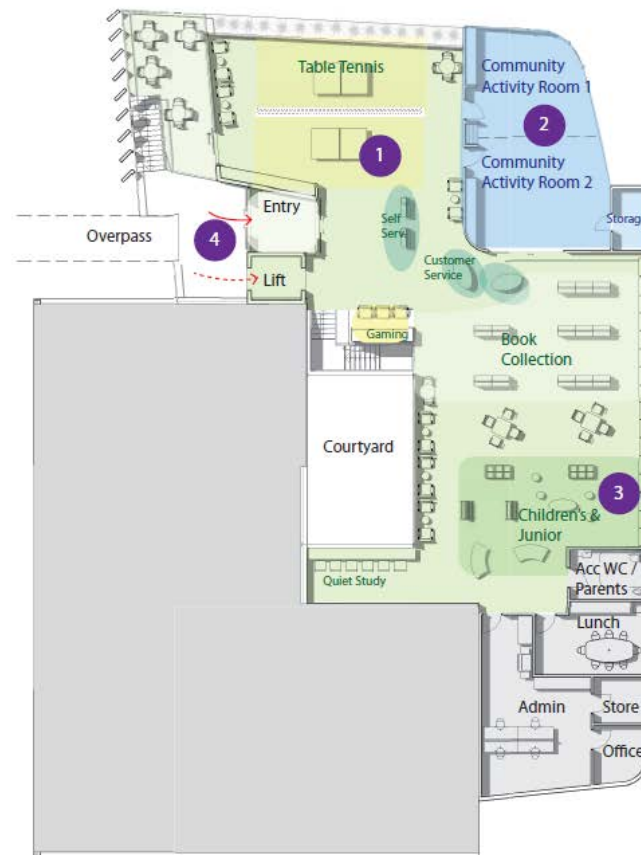 Table Tennis
Community
Activity Room 1
1
2
Community
Activity Room 2
Entry
Self
Serv
Storag
Overpass
4
Customer
Service
Lift
Gaming
Book
Collection
Courtyard
3
Children's &
Junior
Quiet Study
Acc WC /
Parents
Lunch
Admin
Store
Office